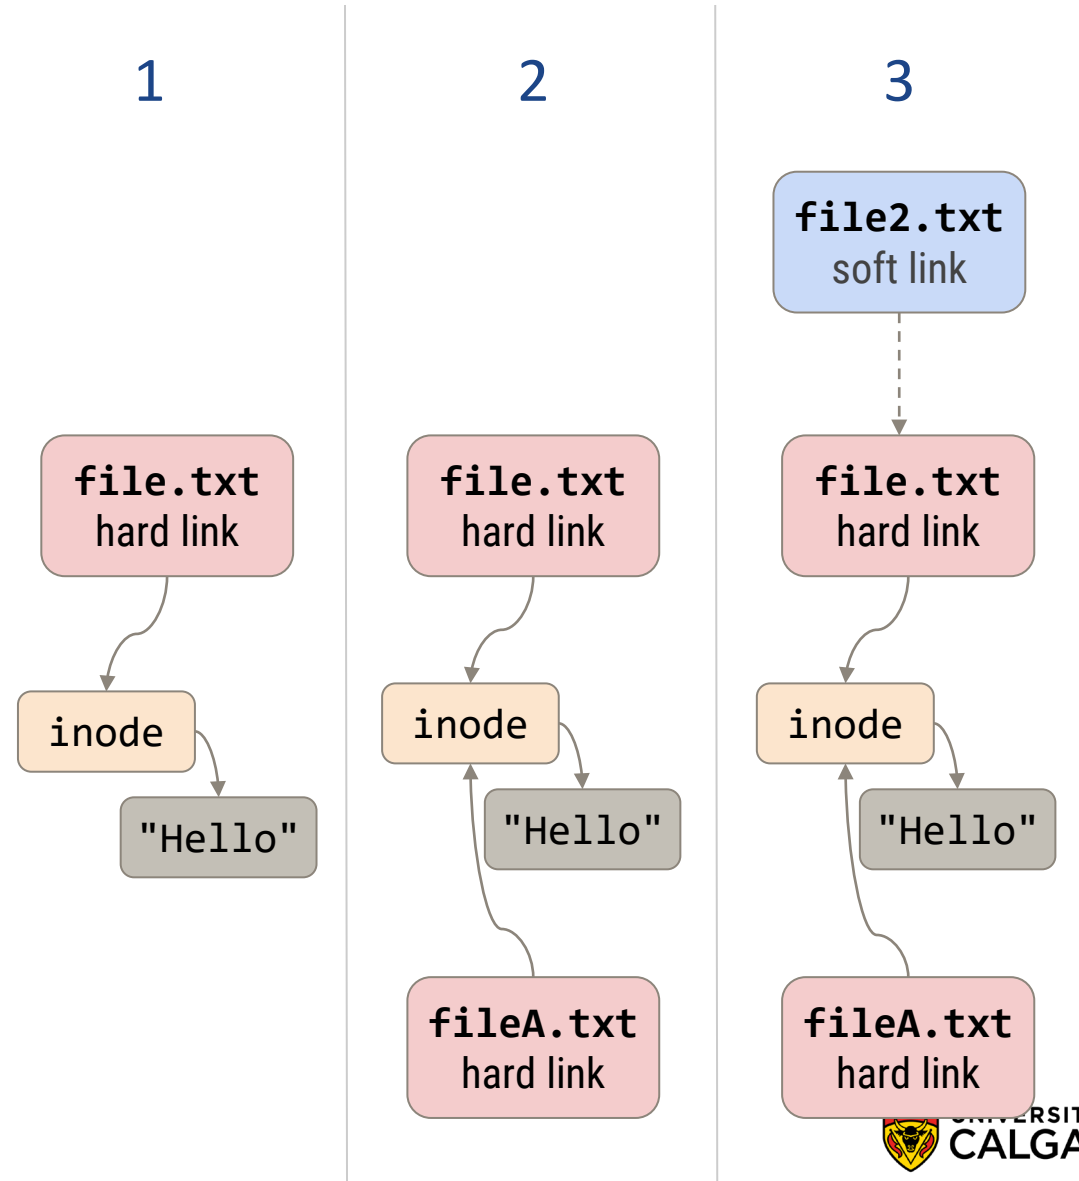 1
2
3
file2.txt
soft link
file.txt
hard link
file.txt
hard link
file.txt
hard link
inode
inode
inode
"Hello"
"Hello"
"Hello"
fileA.txt
hard link
fileA.txt
hard link